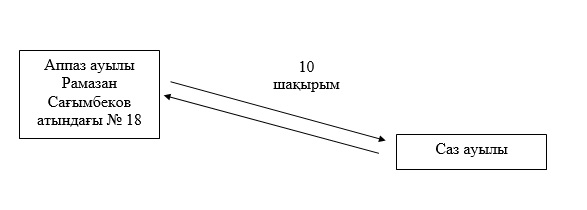 Аппаз ауылы
Рамазан
Сағымбеков
атындағы № 18
10
шақырым
Саз ауылы